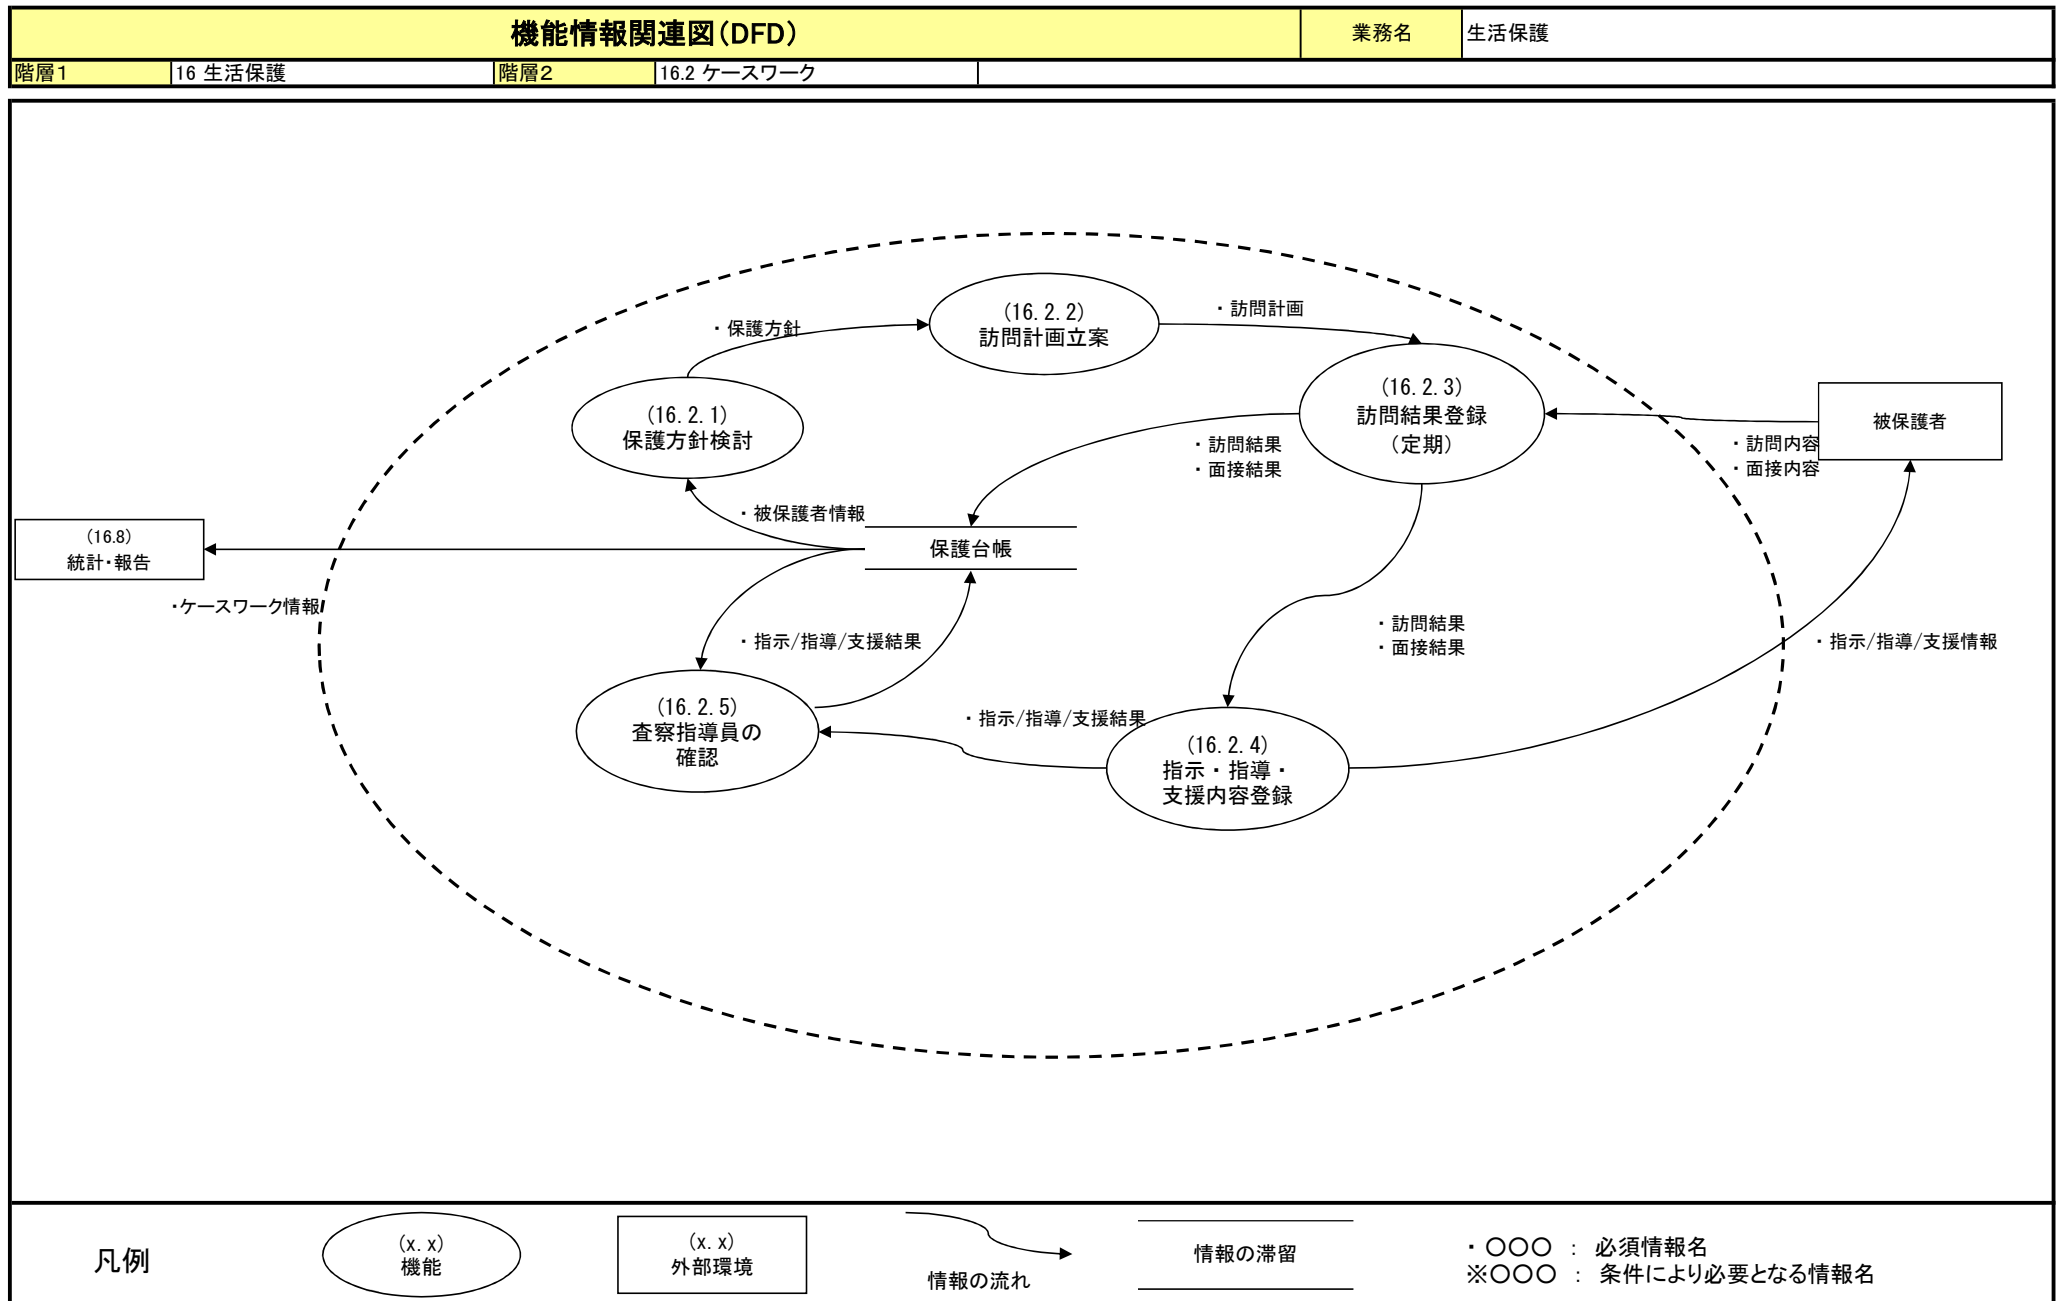 機能情報関連図(DFD)
業務名
生活保護
階層１
16 生活保護
階層２
16.2 ケースワーク
(16.2.2)
訪問計画立案
・訪問計画
・保護方針
(16.2.3)
訪問結果登録
(定期)
(16.2.1)
保護方針検討
被保護者
・訪問結果
・面接結果
・訪問内容
・面接内容
・被保護者情報
(16.8)
統計・報告
保護台帳
・ケースワーク情報
・指示/指導/支援結果
・訪問結果
・面接結果
・指示/指導/支援情報
(16.2.5)
査察指導員の
確認
・指示/指導/支援結果
(16.2.4)
指示・指導・
支援内容登録
凡例
(x.x)
機能
(x.x)
外部環境
情報の流れ
情報の滞留
・〇〇〇 : 必須情報名
※〇〇〇 : 条件により必要となる情報名